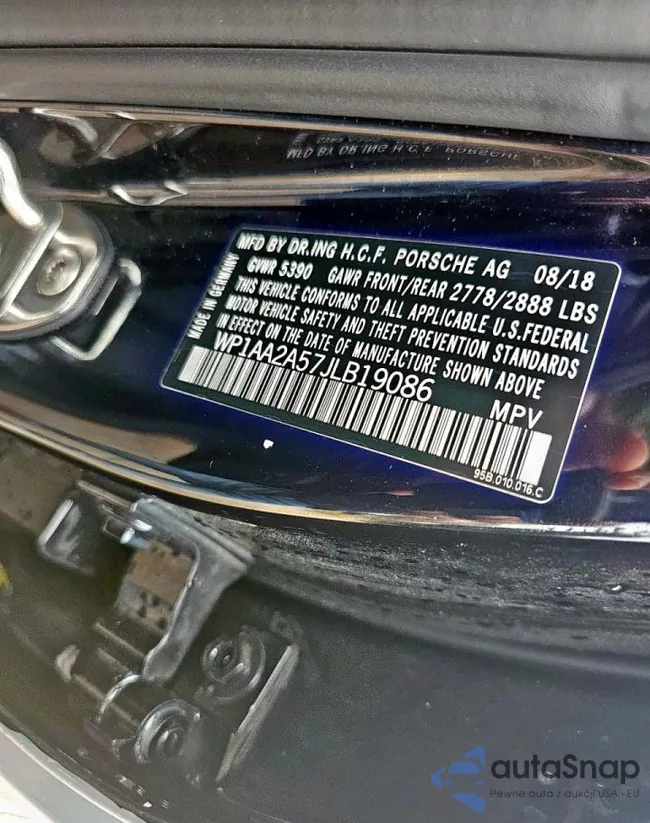 MFD BY DR.ING H.C.F. PORSCHE AG 08/18
GVWR 5390 GAWR FRONT/REAR 2778/2888 LBS
THIS VEHICLE CONFORMS TO ALL APPLICABLE U.S.FEDERAL
MOTOR VEHICLE SAFETY AND THEFT PREVENTION STANDARDS
IN EFFECT ON THE DATE OF MANUFACTURE SHOWN ABOVE
WP1AA2A57JLB19086 MPV
MADE IN GERMANY
95B.010.016.C
autaSnap
Pewne auta z aukcji USA i EU